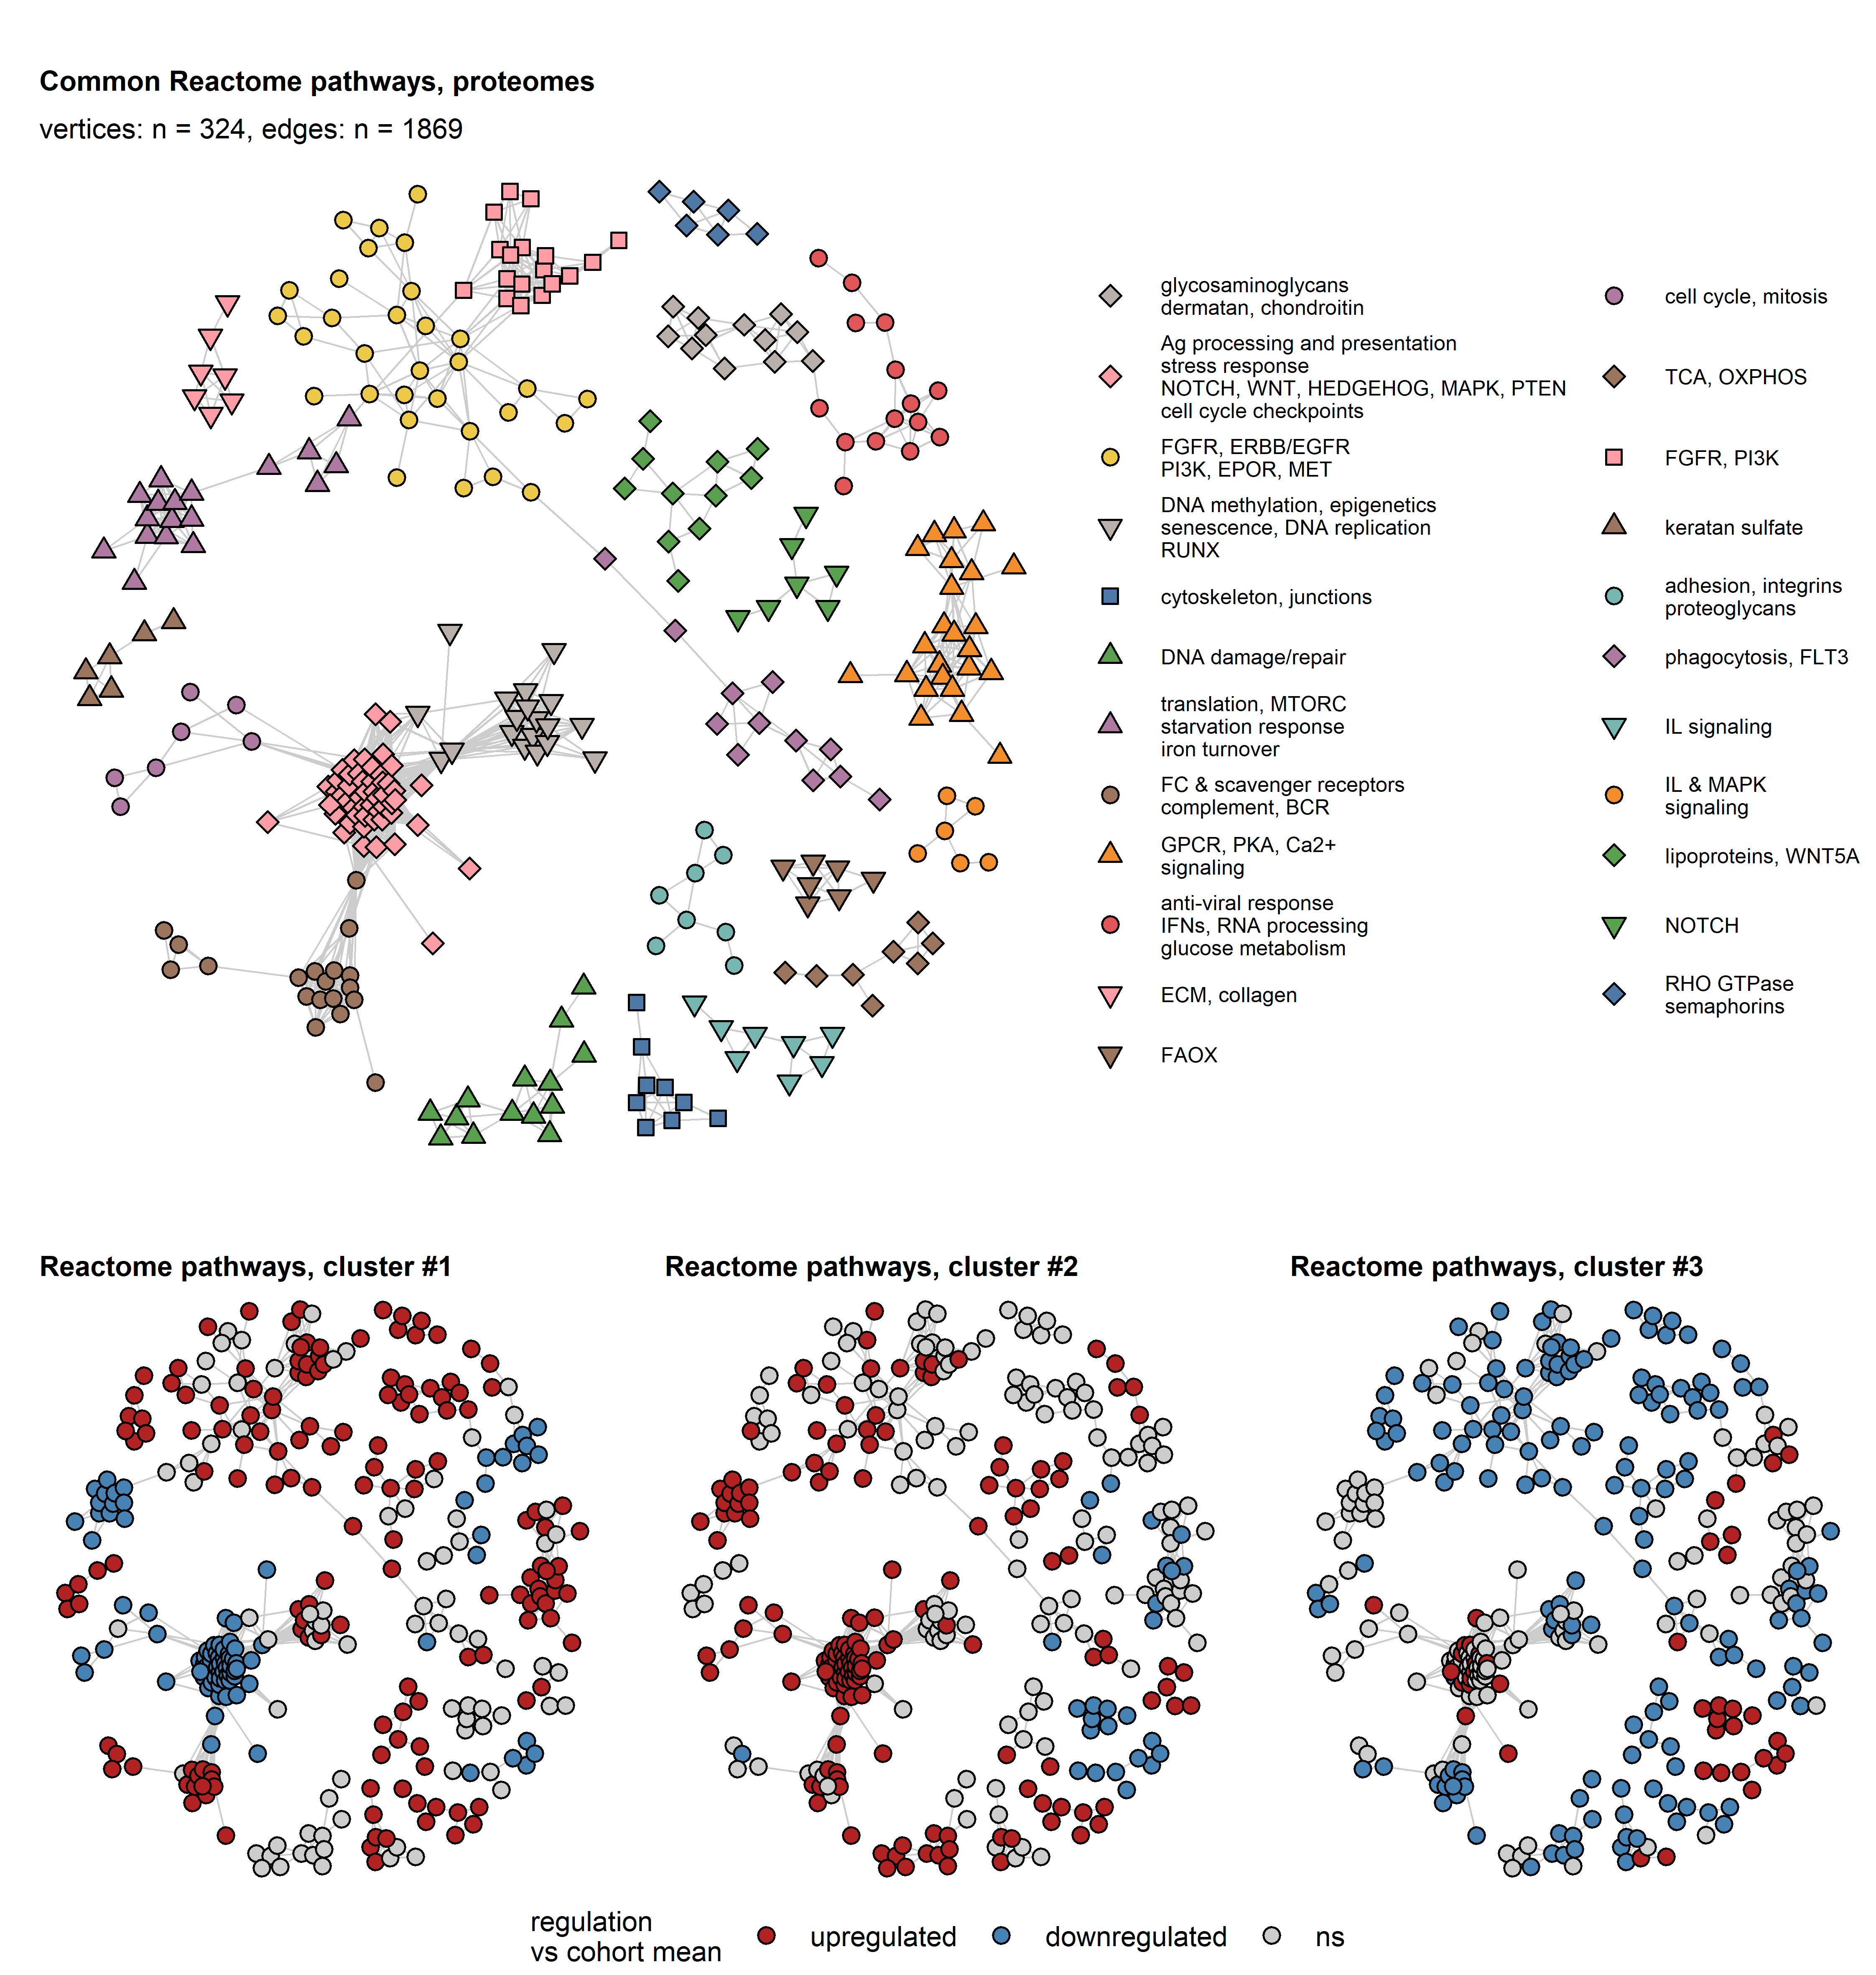 Common Reactome pathways, proteomes
vertices: n = 324, edges: n = 1869
glycosaminoglycans
dermatan, chondroitin
Ag processing and presentation
stress response
NOTCH, WNT, HEDGEHOG, MAPK, PTEN
cell cycle checkpoints
FGFR, ERBB/EGFR
PI3K, EPOR, MET
DNA methylation, epigenetics
senescence, DNA replication
RUNX
cytoskeleton, junctions
DNA damage/repair
translation, MTORC
starvation response
iron turnover
FC & scavenger receptors
complement, BCR
GPCR, PKA, Ca2+
signaling
anti-viral response
IFNs, RNA processing
glucose metabolism
ECM, collagen
FAOX
cell cycle, mitosis
TCA, OXPHOS
FGFR, PI3K
keratan sulfate
adhesion, integrins
proteoglycans
phagocytosis, FLT3
IL signaling
IL & MAPK
signaling
lipoproteins, WNT5A
NOTCH
RHO GTPase
semaphorins
Reactome pathways, cluster #1
Reactome pathways, cluster #2
Reactome pathways, cluster #3
regulation
vs cohort mean
upregulated
downregulated
ns